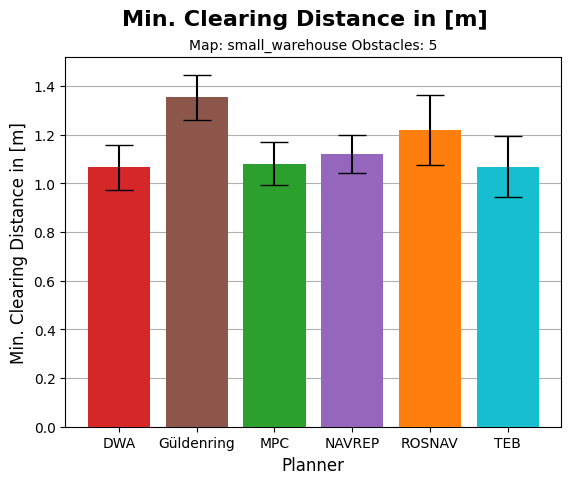 Min. Clearing Distance in [m]
Map: small_warehouse Obstacles: 5
Min. Clearing Distance in [m]
1.4
1.2
1.0
0.8
0.6
0.4
0.2
0.0
DWA Güldenring MPC NAVREP ROSNAV TEB
Planner